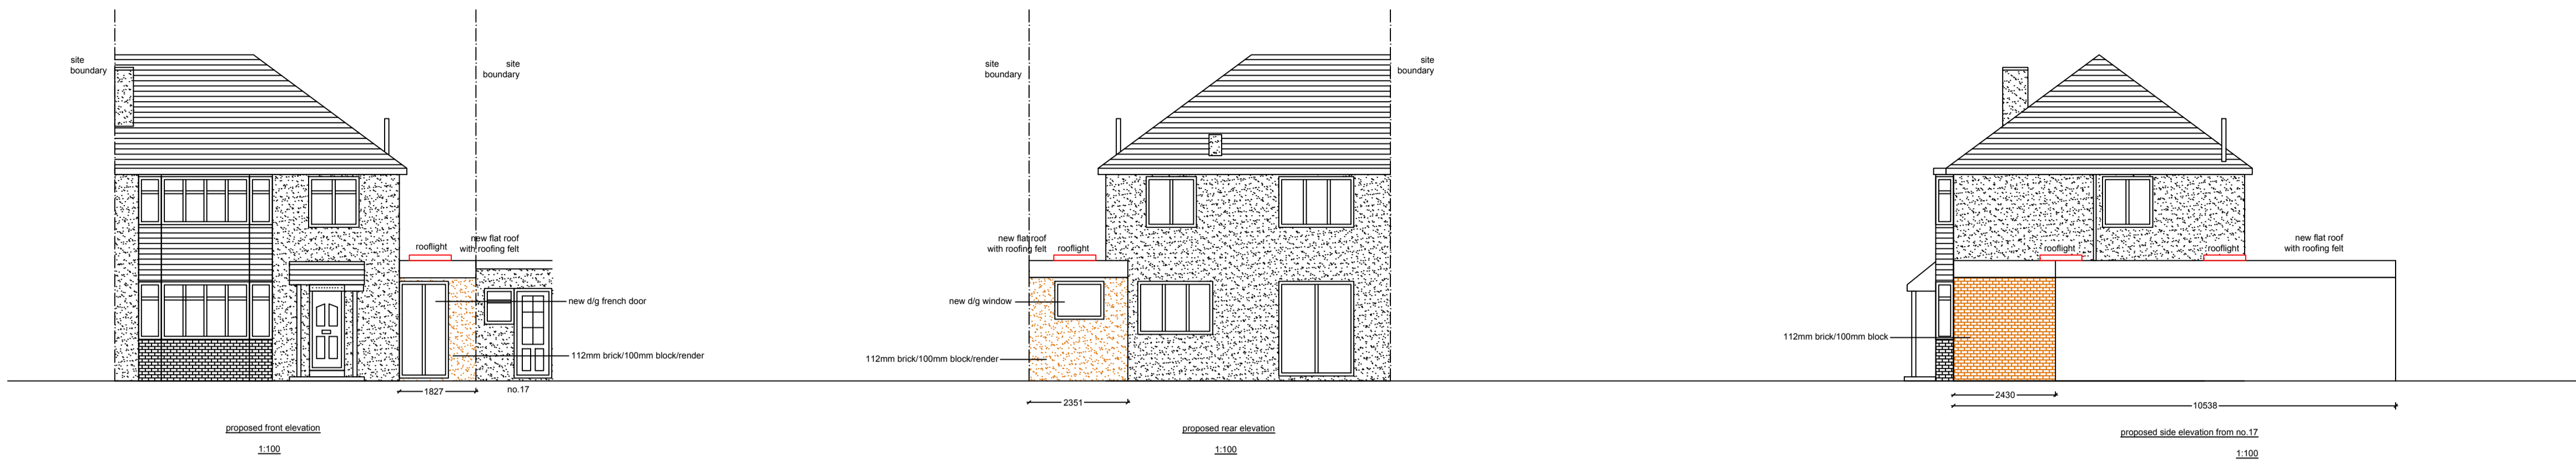 site
boundary
site
boundary
rooflight
new flat roof
with roofing felt
new d/g french door
112mm brick/100mm block/render
1827
no.17
proposed front elevation
1:100
site
boundary
site
boundary
new flat roof
with roofing felt
rooflight
new d/g window
112mm brick/100mm block/render
2351
proposed rear elevation
1:100
rooflight
rooflight
new flat roof
with roofing felt
112mm brick/100mm block
2430
10538
proposed side elevation from no.17
1:100